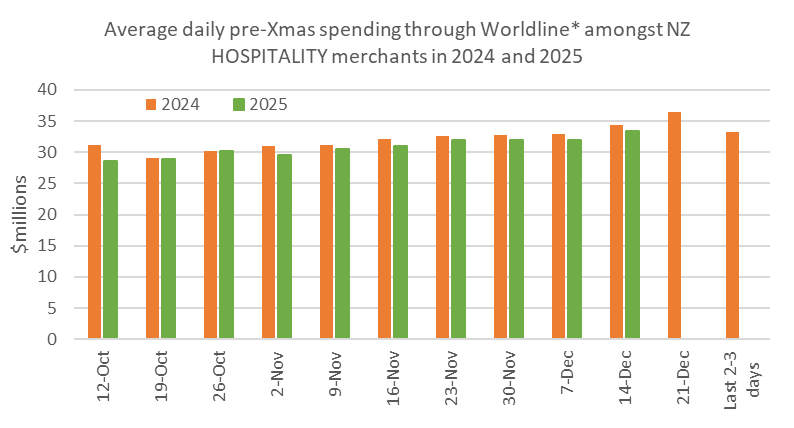 Average daily pre-Xmas spending through Worldline* amongst NZ
HOSPITALITY merchants in 2024 and 2025
2024
2025
$millions
40
35
30
25
20
15
10
5
0
12-Oct
19-Oct
26-Oct
2-Nov
9-Nov
16-Nov
23-Nov
30-Nov
7-Dec
14-Dec
21-Dec
Last 2-3
days